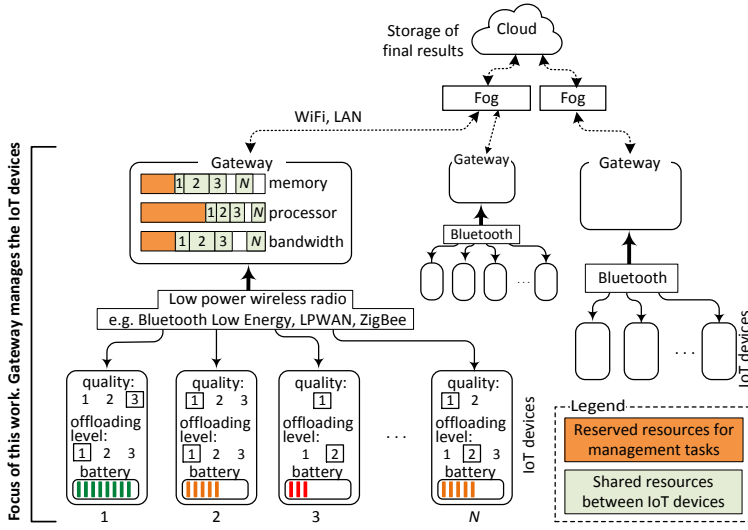 Cloud
Storage of
final results
Fog
Fog
WiFi, LAN
Focus of this work. Gateway manages the IoT devices
Gateway
1 2 3 N memory
1 2 3 N processor
1 2 3 N bandwidth
Gateway
Bluetooth
...
Gateway
Bluetooth
...
IoT devices
Low power wireless radio
e.g. Bluetooth Low Energy, LPWAN, ZigBee
quality:
1 2 3
offloading
level:
1 2 3
battery
1
quality:
1 2 3
offloading
level:
1 2 3
battery
2
quality:
1
offloading
level:
1 2
battery
3
...
quality:
1 2
offloading
level:
1 2 3
battery
N
IoT devices
Legend
Reserved resources for
management tasks
Shared resources
between IoT devices